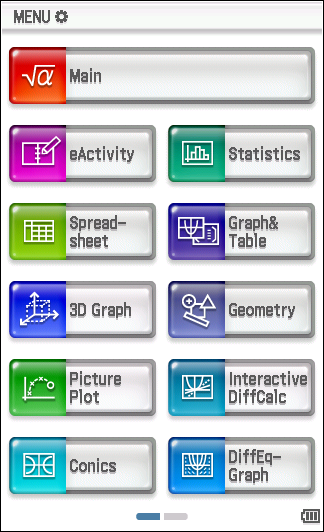 MENU
√α Main
eActivity
Statistics
Spread-
sheet
Graph&
Table
3D Graph
Geometry
Picture
Plot
Interactive
DiffCalc
Conics
DiffEq-
Graph